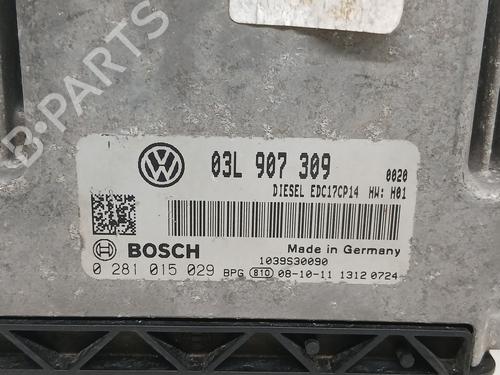 03L 907 309 0020
DIESEL EDC17CP14 HW: H01
BOSCH Made in Germany
1039S30090
0 281 015 029 BPG 810 08-10-11 1312 0724